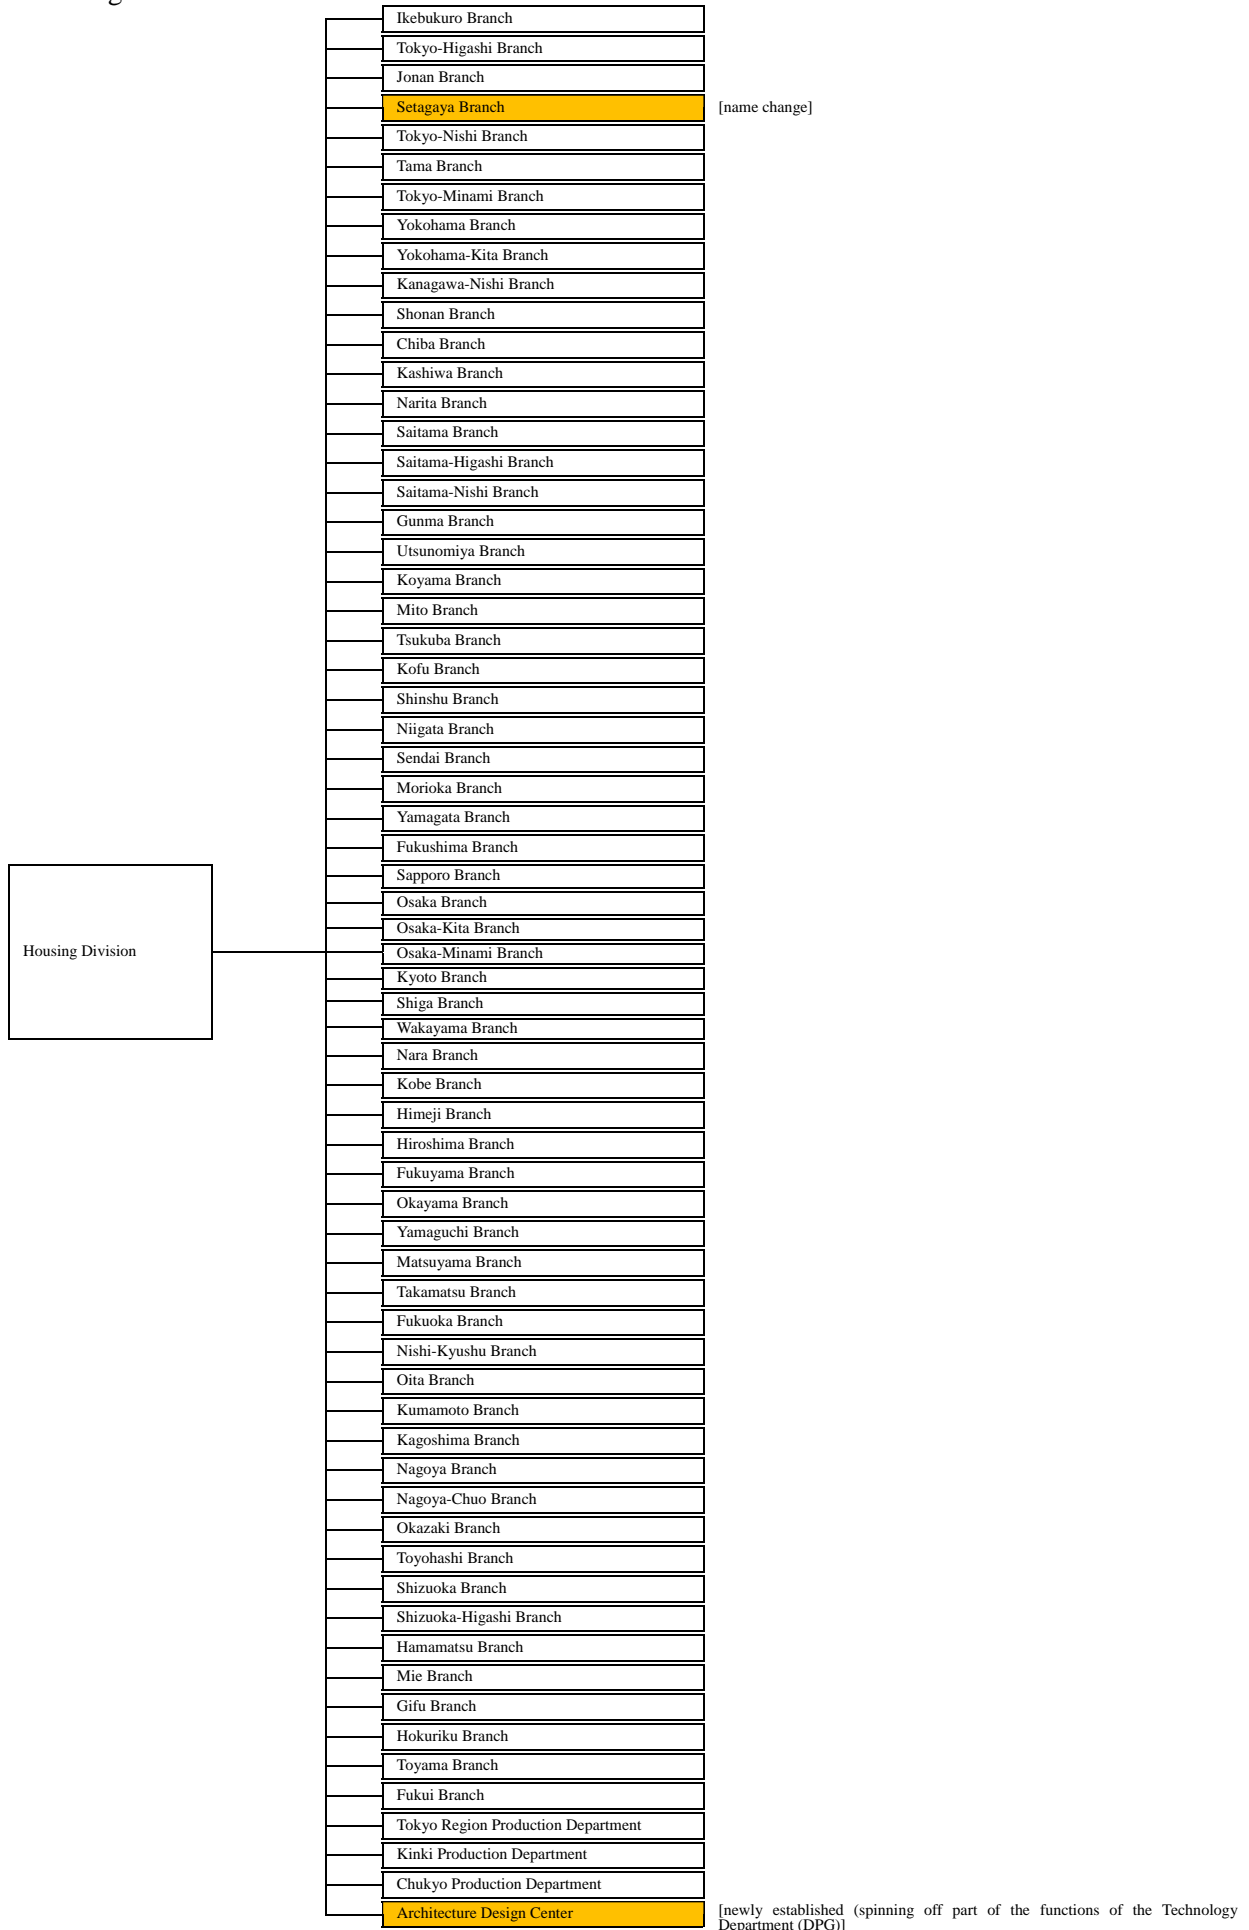 Ikebukuro Branch
Tokyo-Higashi Branch
Jonan Branch
Setagaya Branch [name change]
Tokyo-Nishi Branch
Tama Branch
Tokyo-Minami Branch
Yokohama Branch
Yokohama-Kita Branch
Kanagawa-Nishi Branch
Shonan Branch
Chiba Branch
Kashiwa Branch
Narita Branch
Saitama Branch
Saitama-Higashi Branch
Saitama-Nishi Branch
Gunma Branch
Utsunomiya Branch
Koyama Branch
Mito Branch
Tsukuba Branch
Kofu Branch
Shinshu Branch
Niigata Branch
Sendai Branch
Morioka Branch
Yamagata Branch
Fukushima Branch
Sapporo Branch
Osaka Branch
Osaka-Kita Branch
Housing Division
Osaka-Minami Branch
Kyoto Branch
Shiga Branch
Wakayama Branch
Nara Branch
Kobe Branch
Himeji Branch
Hiroshima Branch
Fukuyama Branch
Okayama Branch
Yamaguchi Branch
Matsuyama Branch
Takamatsu Branch
Fukuoka Branch
Nishi-Kyushu Branch
Oita Branch
Kumamoto Branch
Kagoshima Branch
Nagoya Branch
Nagoya-Chuo Branch
Okazaki Branch
Toyohashi Branch
Shizuoka Branch
Shizuoka-Higashi Branch
Hamamatsu Branch
Mie Branch
Gifu Branch
Hokuriku Branch
Toyama Branch
Fukui Branch
Tokyo Region Production Department
Kinki Production Department
Chukyo Production Department
Architecture Design Center
[newly established (spinning off part of the functions of the Technology
Department (DPG)]